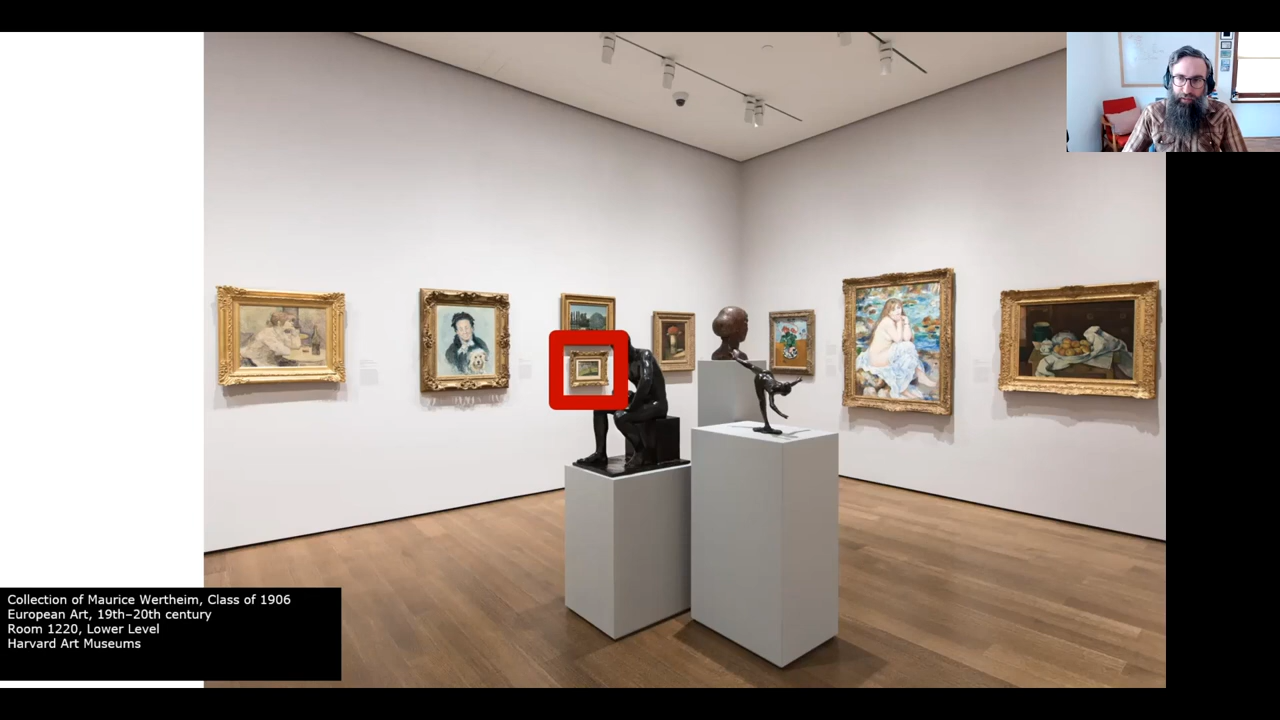 Collection of Maurice Wertheim, Class of 1906
European Art, 19th–20th century
Room 1220, Lower Level
Harvard Art Museums